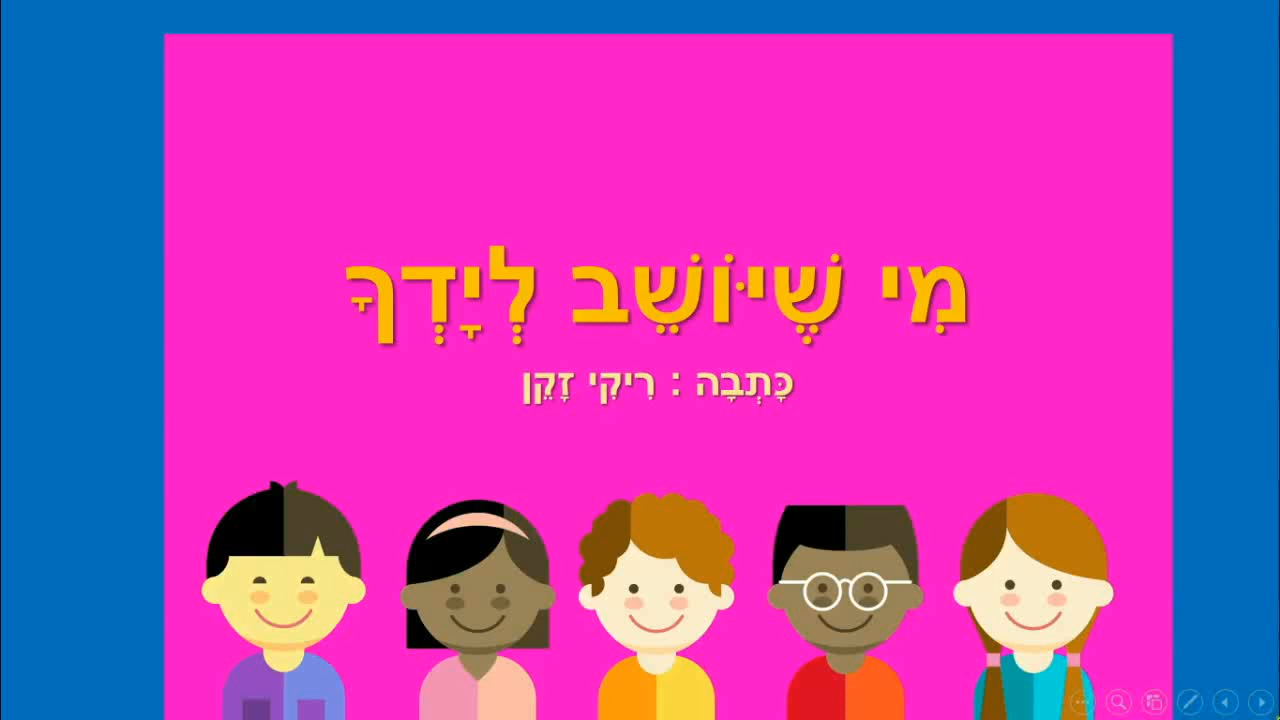 מִי שֶׁיּוֹשֵׁב לְיָדְךָ
כָּתְבָה : רִיקִי זָקֵן